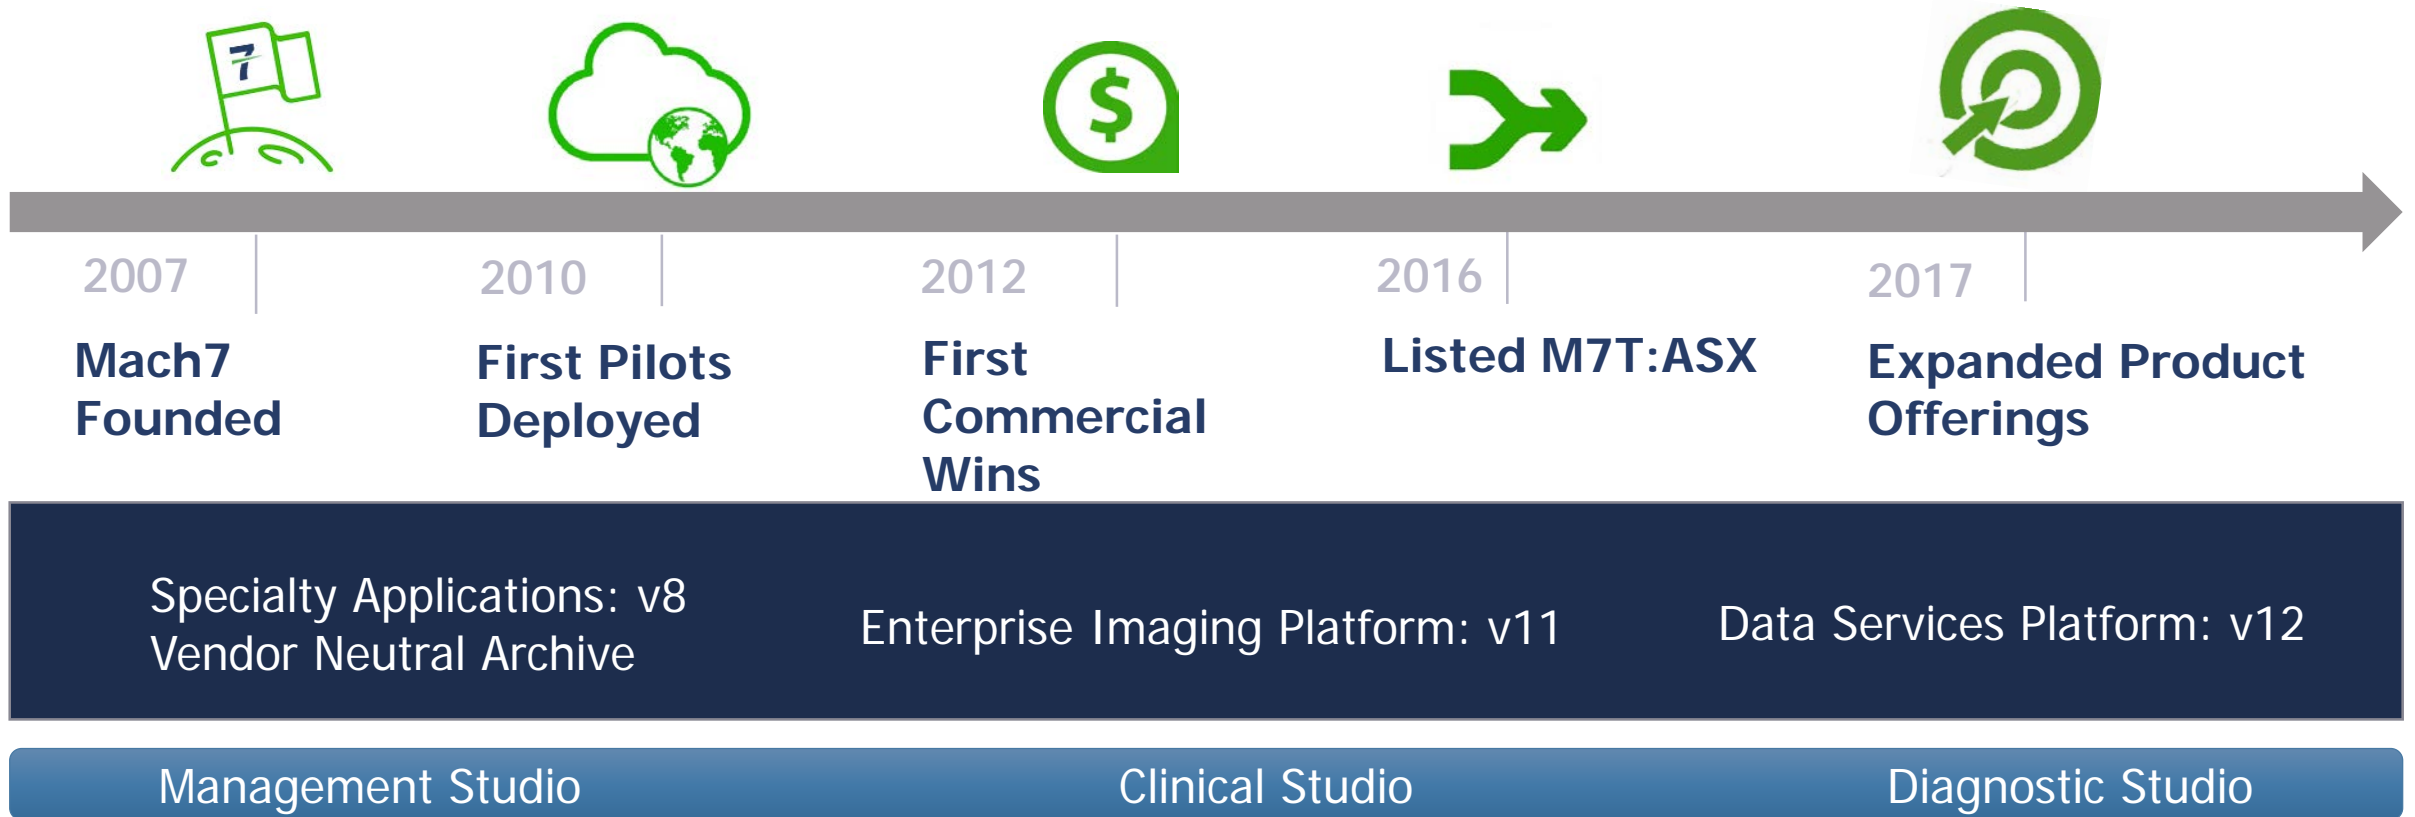 7
$
2007
2010
2012
2016
2017
Mach7
Founded
First Pilots
Deployed
First
Commercial
Wins
Listed M7T:ASX
Expanded Product
Offerings
Specialty Applications: v8
Vendor Neutral Archive
Enterprise Imaging Platform: v11
Data Services Platform: v12
Management Studio
Clinical Studio
Diagnostic Studio